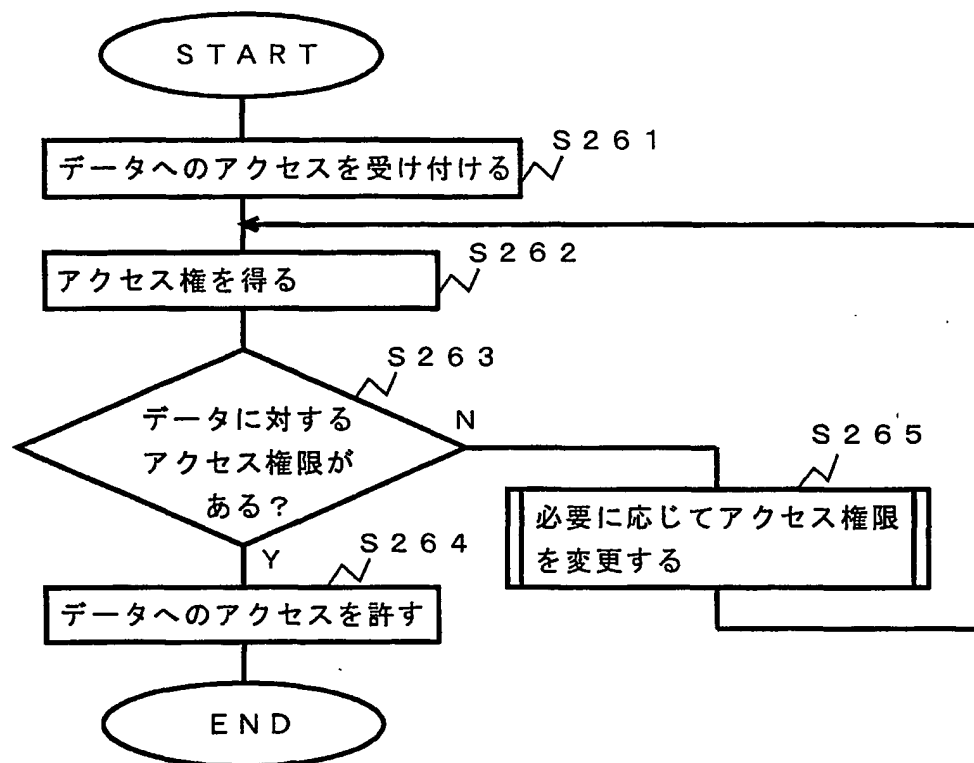 START
S261
データへのアクセスを受け付ける
S262
アクセス権を得る
S263
データに対する
アクセス権限が
ある?
N
S265
必要に応じてアクセス権限
を変更する
Y
S264
データへのアクセスを許す
END